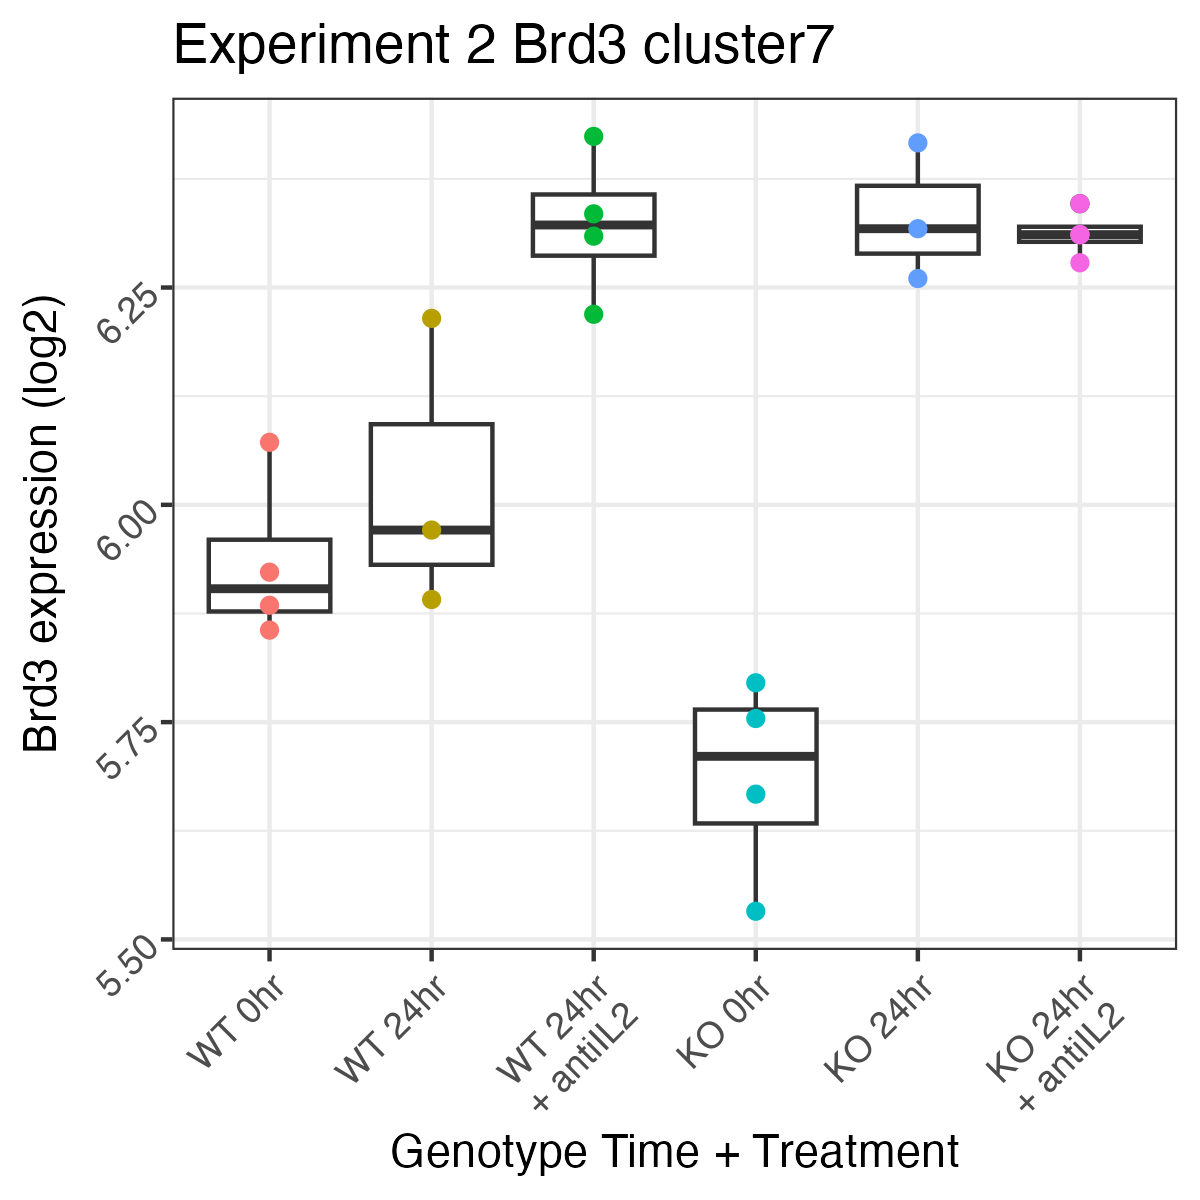 Experiment 2 Brd3 cluster7
Brd3 expression (log2)
6.25
6.00
5.75
5.50
WT 0hr
WT 24hr
WT 24hr
+ antiIL2
KO 0hr
KO 24hr
KO 24hr
+ antiIL2
Genotype Time + Treatment